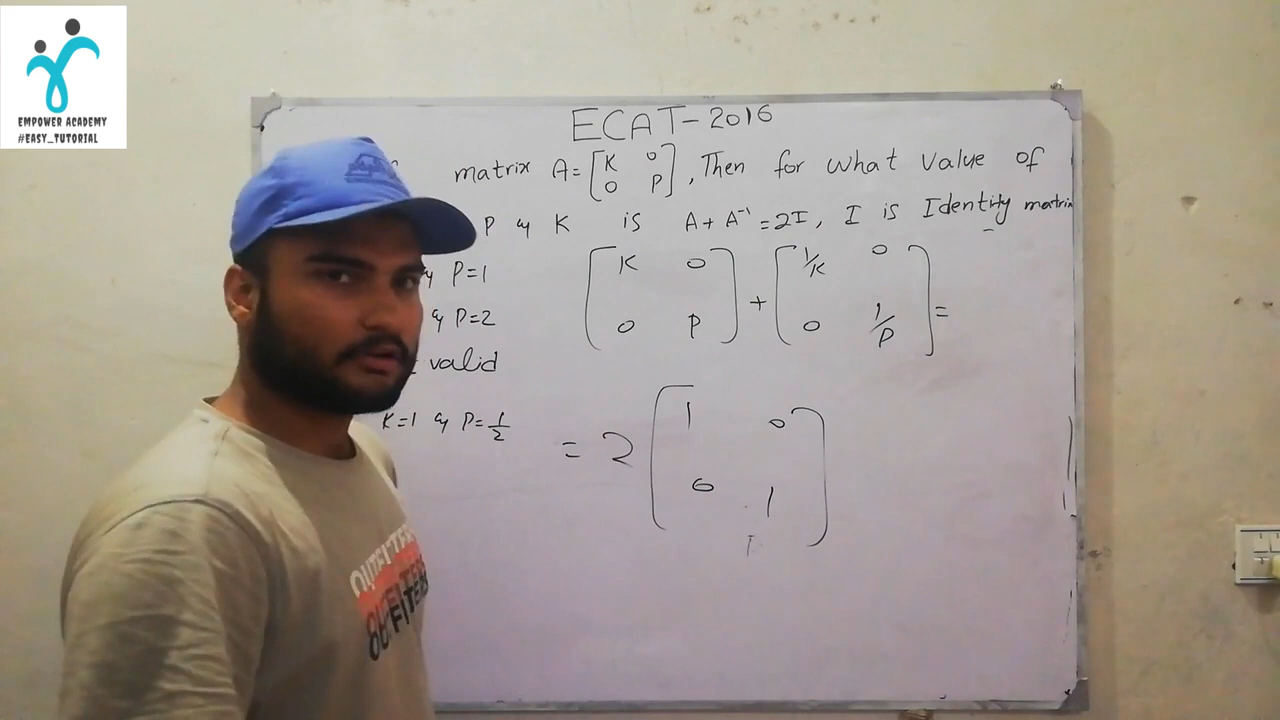 EMPOWER ACADEMY
#EASY_TUTORIAL
ECAT-2016
matrix A=[K 0
0 P], Then for what value of
P & K is A+A⁻¹=2I, I is Identity matrix
& P=1
& P=2
valid
K=1 & P=1/2
[K 0
0 P] + [1/K 0
0 1/P] =
= 2 [1 0
0 1]
OUTFITTERS